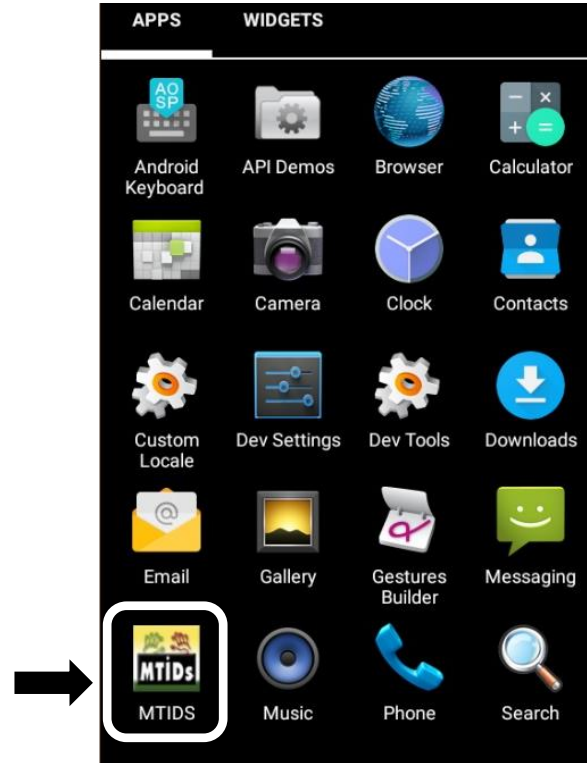 APPS WIDGETS
AO
SP
Android
Keyboard
API Demos
Browser
Calculator
Calendar
Camera
Clock
Contacts
Custom
Locale
Dev Settings
Dev Tools
Downloads
Email
Gallery
Gestures
Builder
Messaging
MTiDs
MTIDS
Music
Phone
Search